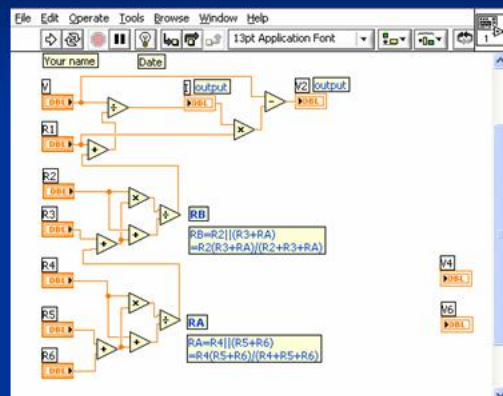 File Edit Operate Tools Browse Window Help
13pt Application Font
1
Your name Date
V
DBL
I output
DBL
V2 output
DBL
R1
DBL
R2
DBL
R3
DBL
RB
RB=R2||(R3+RA)
=R2(R3+RA)/(R2+R3+RA)
R4
DBL
V4
DBL
R5
DBL
V6
DBL
RA
RA=R4||(R5+R6)
=R4(R5+R6)/(R4+R5+R6)
R6
DBL